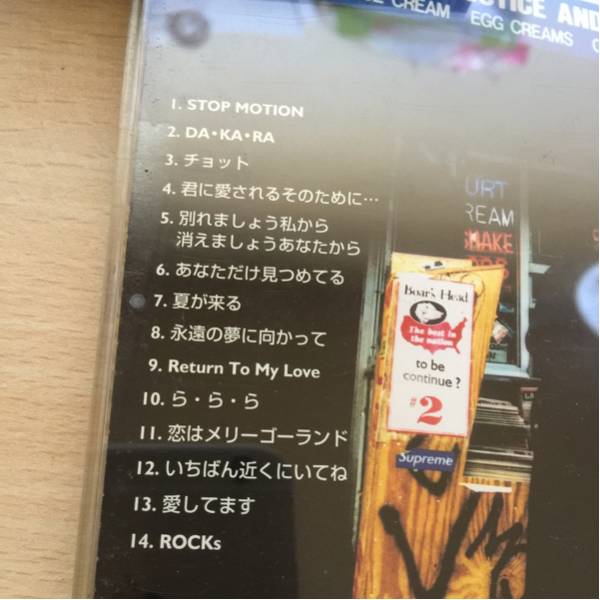 CREAM
EGG CREAMS
AND
1. STOP MOTION
2. DA•KA•RA
3. チョット
4. 君に愛されるそのために…
5. 別れましょう私から
消えましょうあなたから
6. あなただけ見つめてる
7. 夏が来る
8. 永遠の夢に向かって
9. Return To My Love
10. ら・ら・ら
11. 恋はメリーゴーランド
12. いちばん近くにいてね
13. 愛してます
14. ROCKs
Boar's Head
The best in
the nation
to be
continue?
#2
Supreme